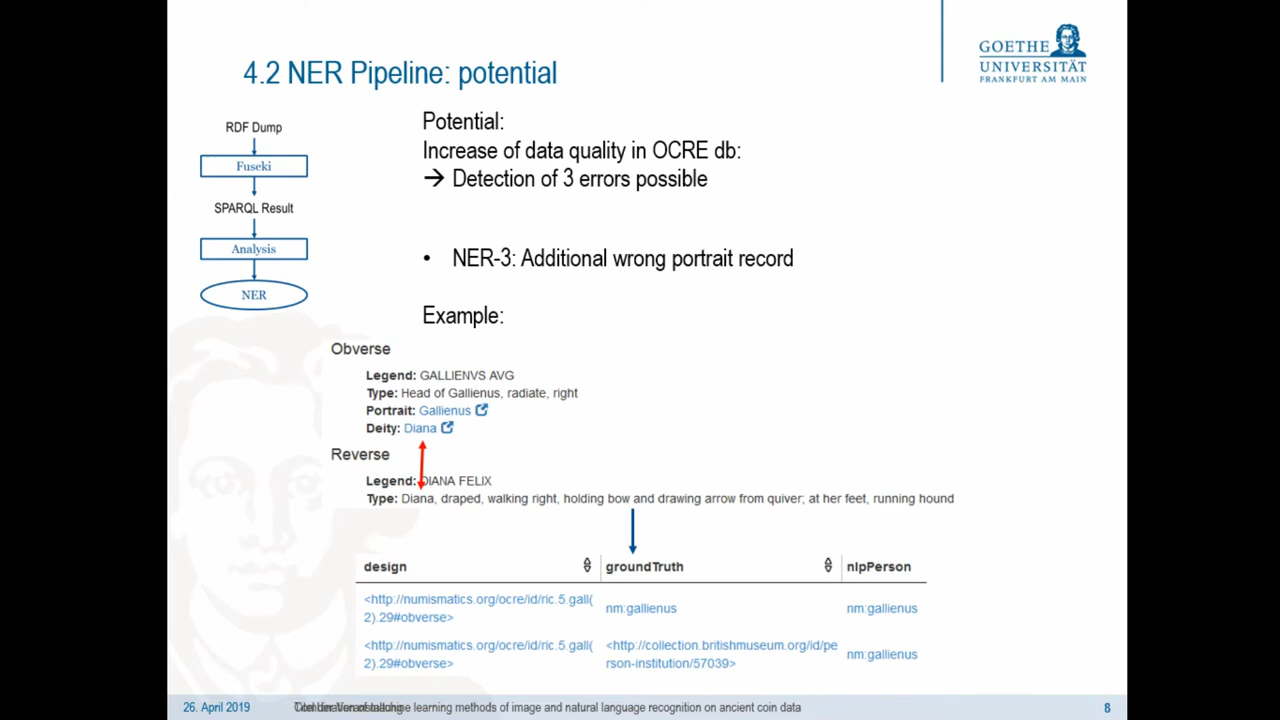 4.2 NER Pipeline: potential
GOETHE
UNIVERSITÄT
FRANKFURT AM MAIN
RDF Dump
Fuseki
SPARQL Result
Analysis
NER
Potential:
Increase of data quality in OCRE db:
→ Detection of 3 errors possible
• NER-3: Additional wrong portrait record
Example:
Obverse
Legend: GALLIENVS AVG
Type: Head of Gallienus, radiate, right
Portrait: Gallienus
Deity: Diana
Reverse
Legend: DIANA FELIX
Type: Diana, draped, walking right, holding bow and drawing arrow from quiver; at her feet, running hound
design groundTruth nlpPerson
<http://numismatics.org/ocre/id/ric.5.gall(
2).29#obverse>
nm:gallienus
nm:gallienus
<http://numismatics.org/ocre/id/ric.5.gall(
2).29#obverse>
<http://collection.britishmuseum.org/id/pe
rson-institution/57039>
nm:gallienus
26. April 2019
learning methods of image and natural language recognition on ancient coin data
8